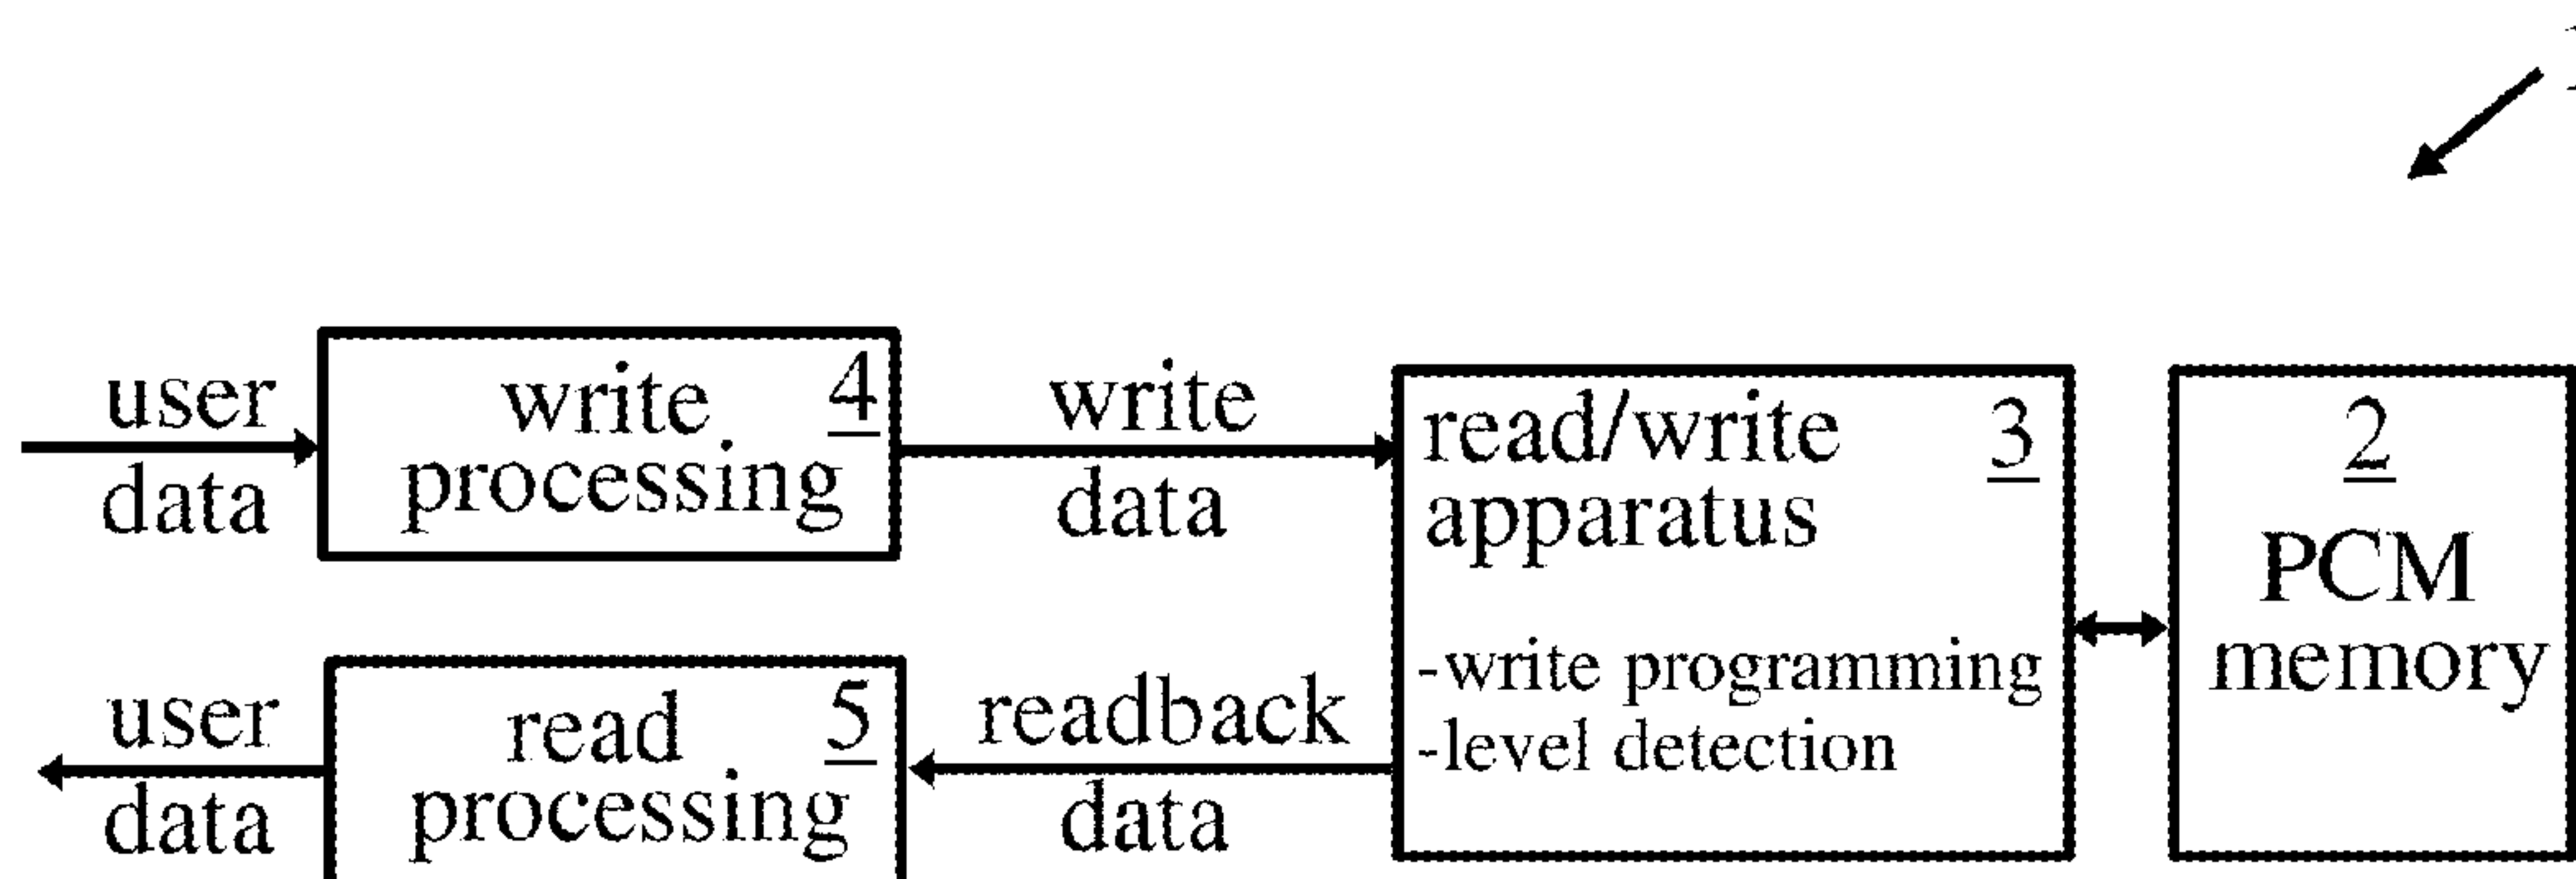 user
data
write 4
processing
write
data
read/write 3
apparatus
-write programming
-level detection
2
PCM
memory
user
data
read 5
processing
readback
data